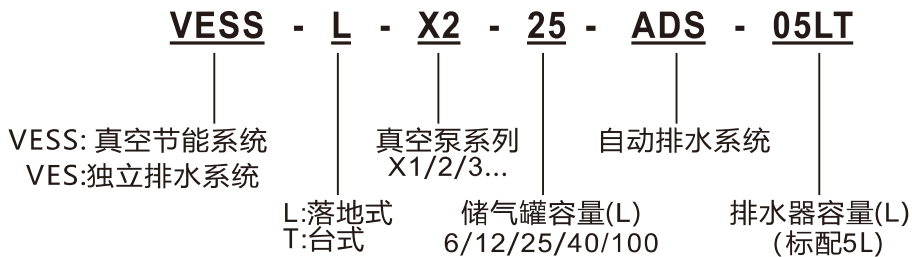 VESS - L - X2 - 25 - ADS - 05LT
VESS: 真空节能系统
VES:独立排水系统
真空泵系列
X1/2/3...
自动排水系统
L:落地式
T:台式
储气罐容量(L)
6/12/25/40/100
排水器容量(L)
(标配5L)